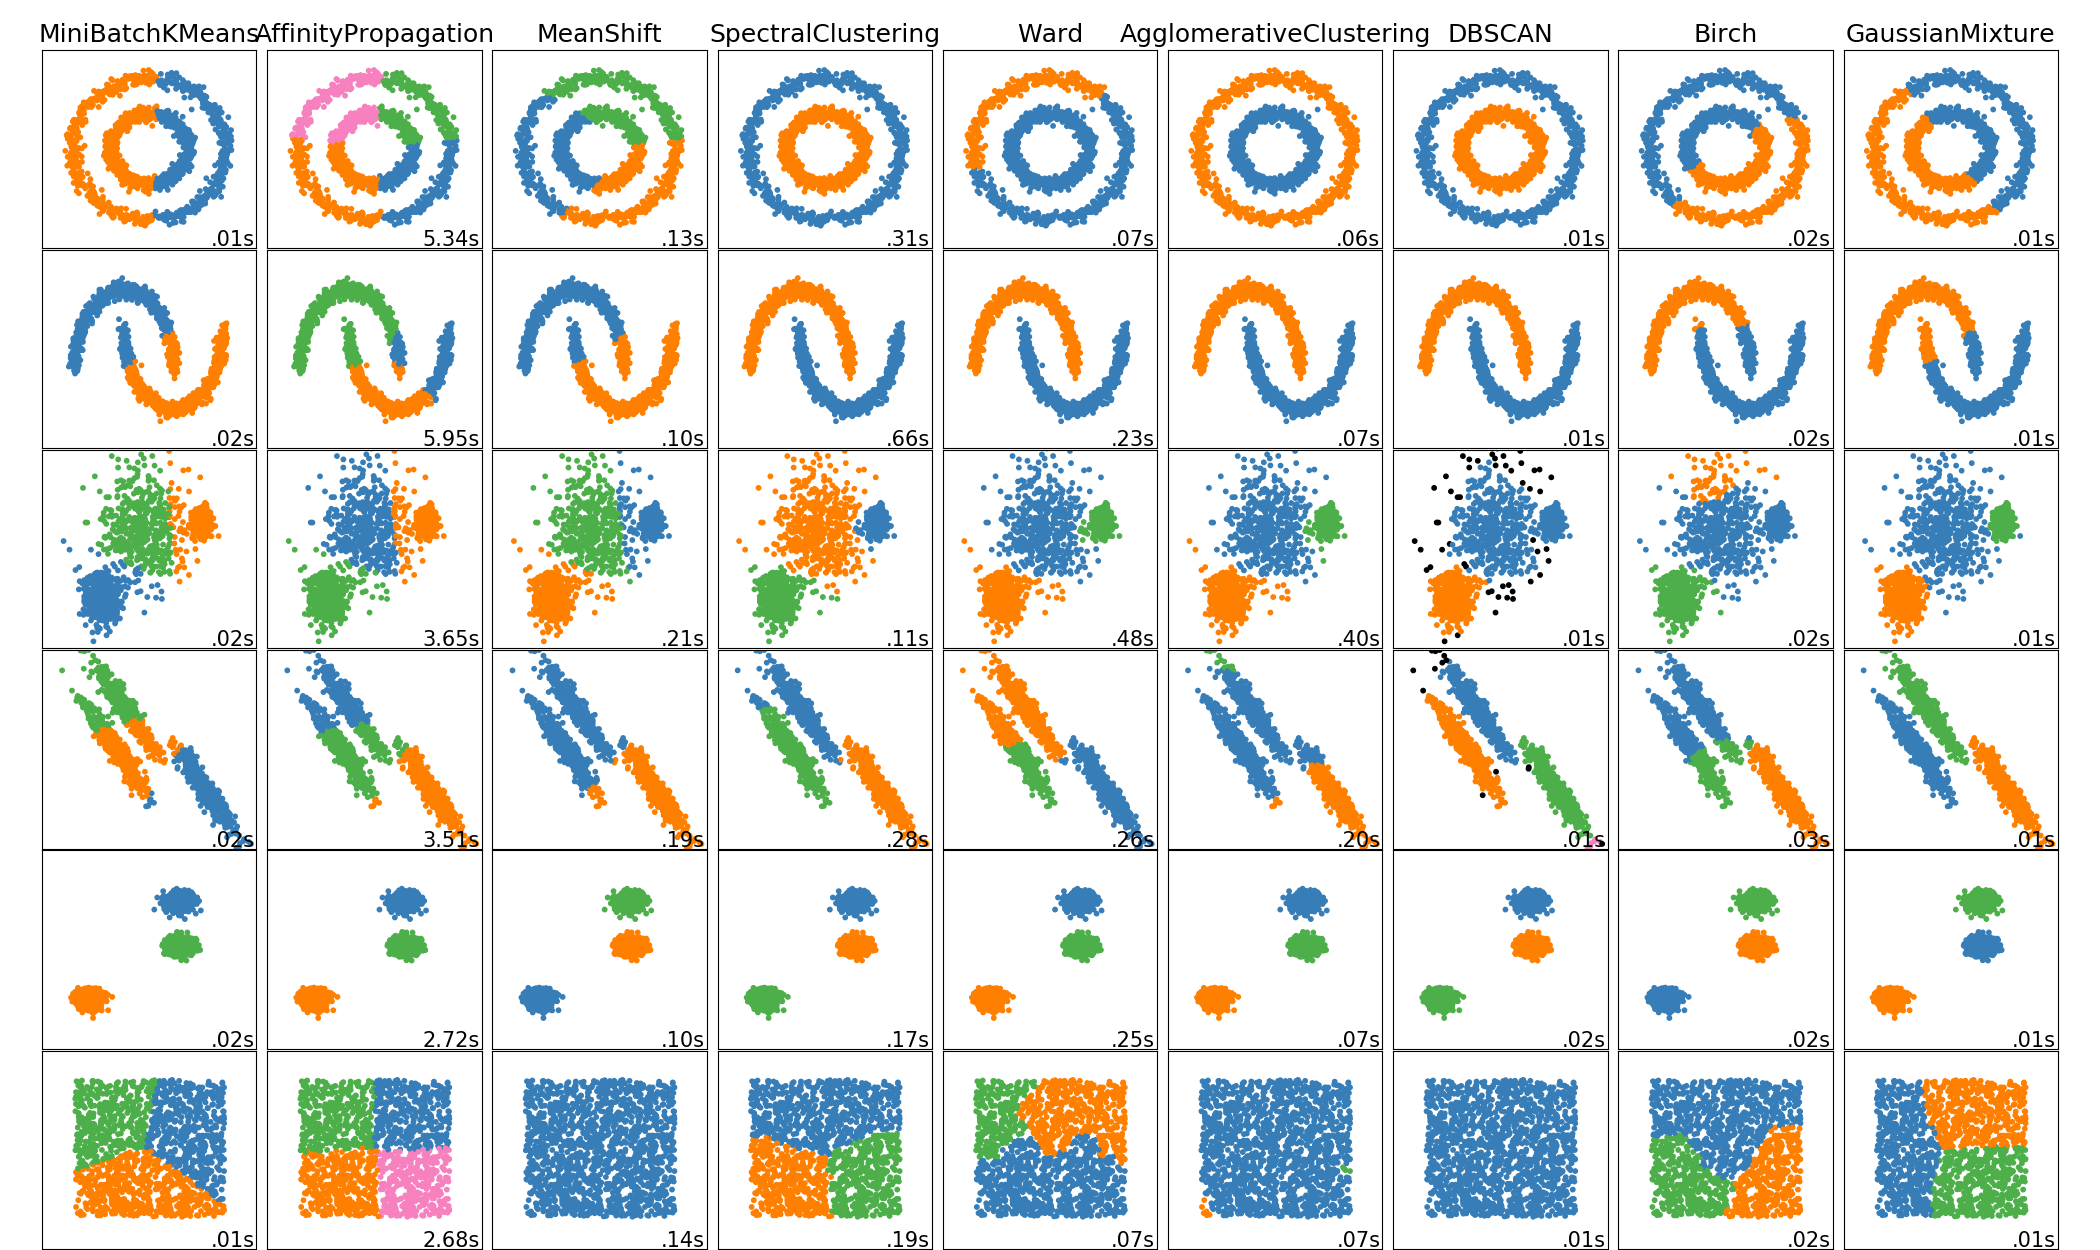 MiniBatchKMeans AffinityPropagation MeanShift SpectralClustering Ward AgglomerativeClustering DBSCAN Birch GaussianMixture
.01s 5.34s .13s .31s .07s .06s .01s .02s .01s
.02s 5.95s .10s .66s .23s .07s .01s .02s .01s
.02s 3.65s .21s .11s .48s .40s .01s .02s .01s
.02s 3.51s .19s .28s .26s .20s .01s .03s .01s
.02s 2.72s .10s .17s .25s .07s .02s .02s .01s
.01s 2.68s .14s .19s .07s .07s .01s .02s .01s